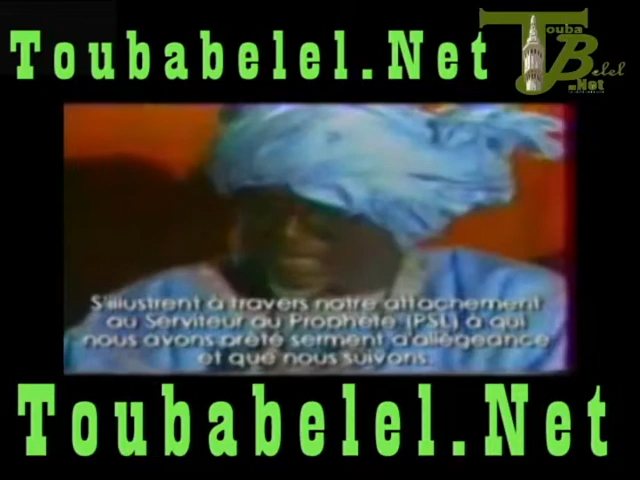 Toubabelel.Net
Touba
Belel
.Net
S'illustrent à travers notre attachement
au Serviteur du Prophète (PSL) à qui
nous avons prêté serment d'allégeance
et que nous suivons.
Toubabelel.Net